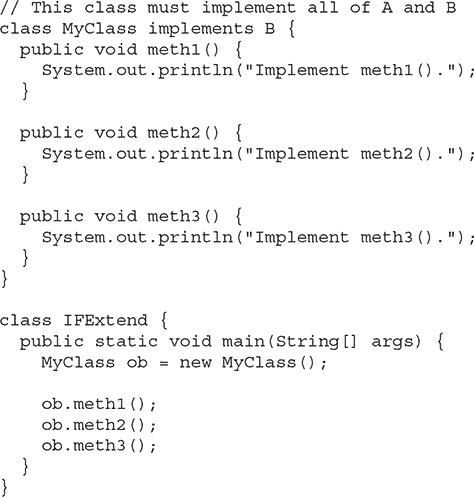 // This class must implement all of A and B
class MyClass implements B {
  public void meth1() {
    System.out.println("Implement meth1().");
  }

  public void meth2() {
    System.out.println("Implement meth2().");
  }

  public void meth3() {
    System.out.println("Implement meth3().");
  }
}

class IFExtend {
  public static void main(String[] args) {
    MyClass ob = new MyClass();

    ob.meth1();
    ob.meth2();
    ob.meth3();
  }
}